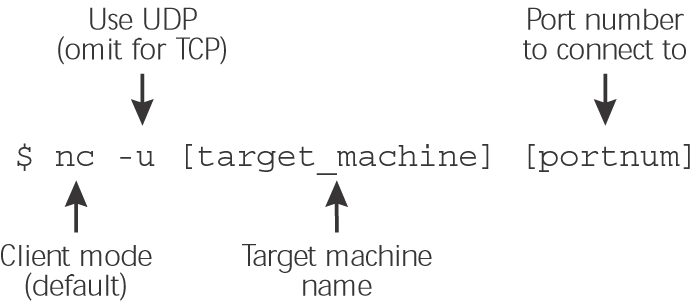 Use UDP
(omit for TCP)
Port number
to connect to
$ nc -u [target_machine] [portnum]
Client mode
(default)
Target machine
name